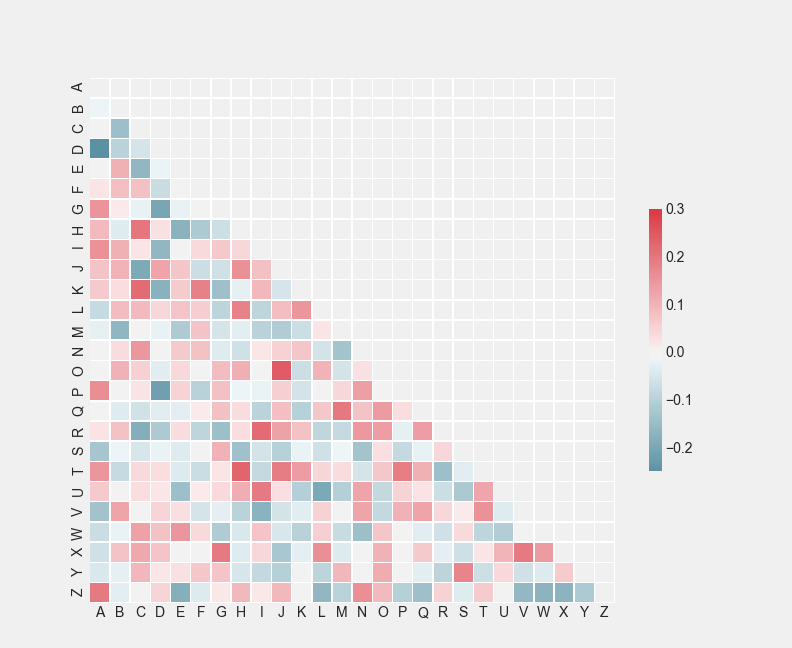 A
B
C
D
E
F
G
H
I
J
K
L
M
N
O
P
Q
R
S
T
U
V
W
X
Y
Z
A B C D E F G H I J K L M N O P Q R S T U V W X Y Z
0.3
0.2
0.1
0.0
−0.1
−0.2